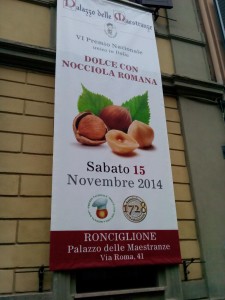 Palazzo delle Maestranze
VI Premio Nazionale
DOLCE CON
NOCCIOLA ROMANA
Sabato 15
Novembre 2014
1728
RONCIGLIONE
Palazzo delle Maestranze
Via Roma, 41